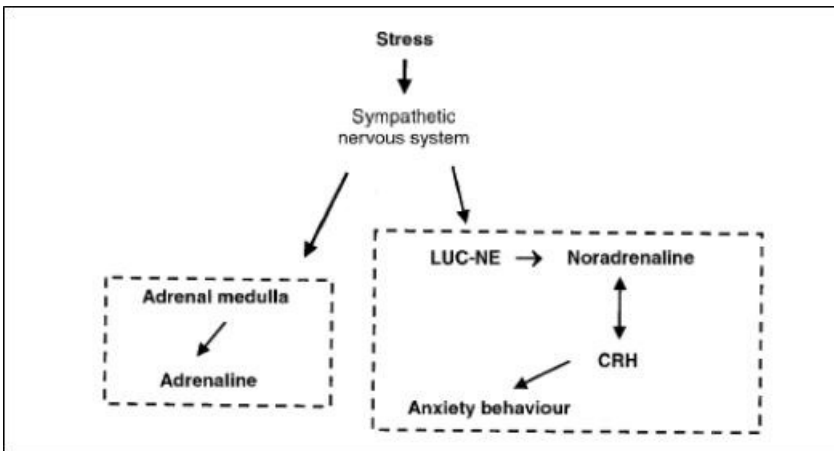 Stress
Sympathetic
nervous system
LUC-NE → Noradrenaline
Adrenal medulla
CRH
Adrenaline
Anxiety behaviour